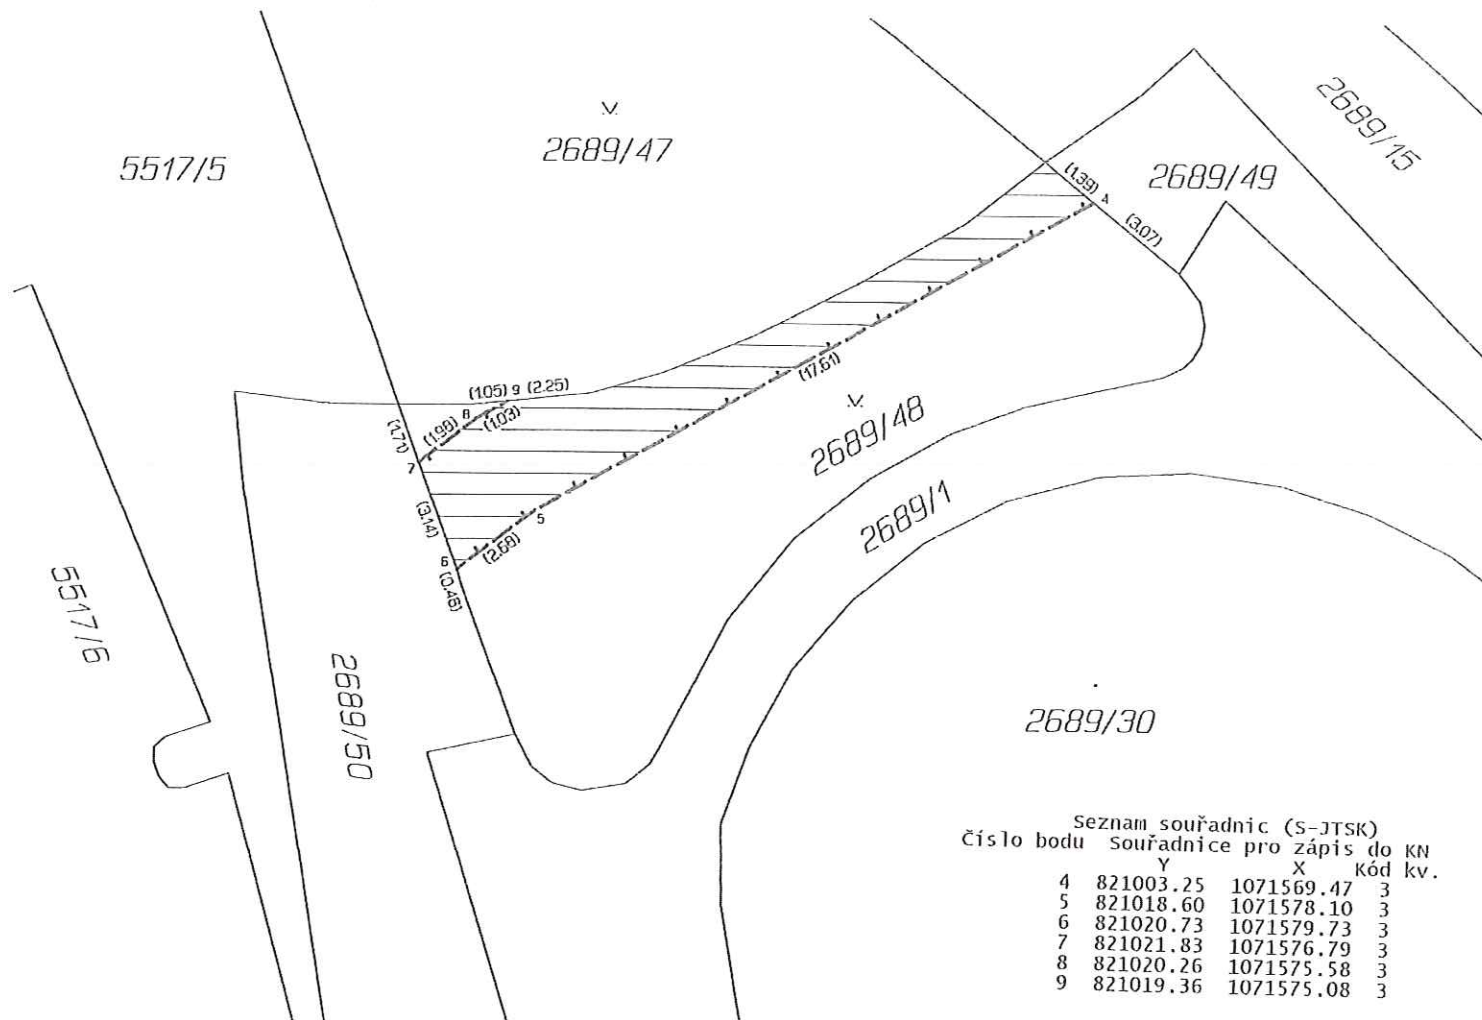 2689/15
2689/47
5517/5
2689/49
(1.39)
4
(3.07)
(17.61)
(1.05) 9 (2.25)
8
(1.03)
(1.98)
(1.71)
7
(3.14)
5
(2.68)
6
(0.46)
2689/48
2689/1
5517/6
2689/50
2689/30
Seznam souřadnic (S-JTSK)
Číslo bodu Souřadnice pro zápis do KN
Y X Kód kv.
4 821003.25 1071569.47 3
5 821018.60 1071578.10 3
6 821020.73 1071579.73 3
7 821021.83 1071576.79 3
8 821020.26 1071575.58 3
9 821019.36 1071575.08 3